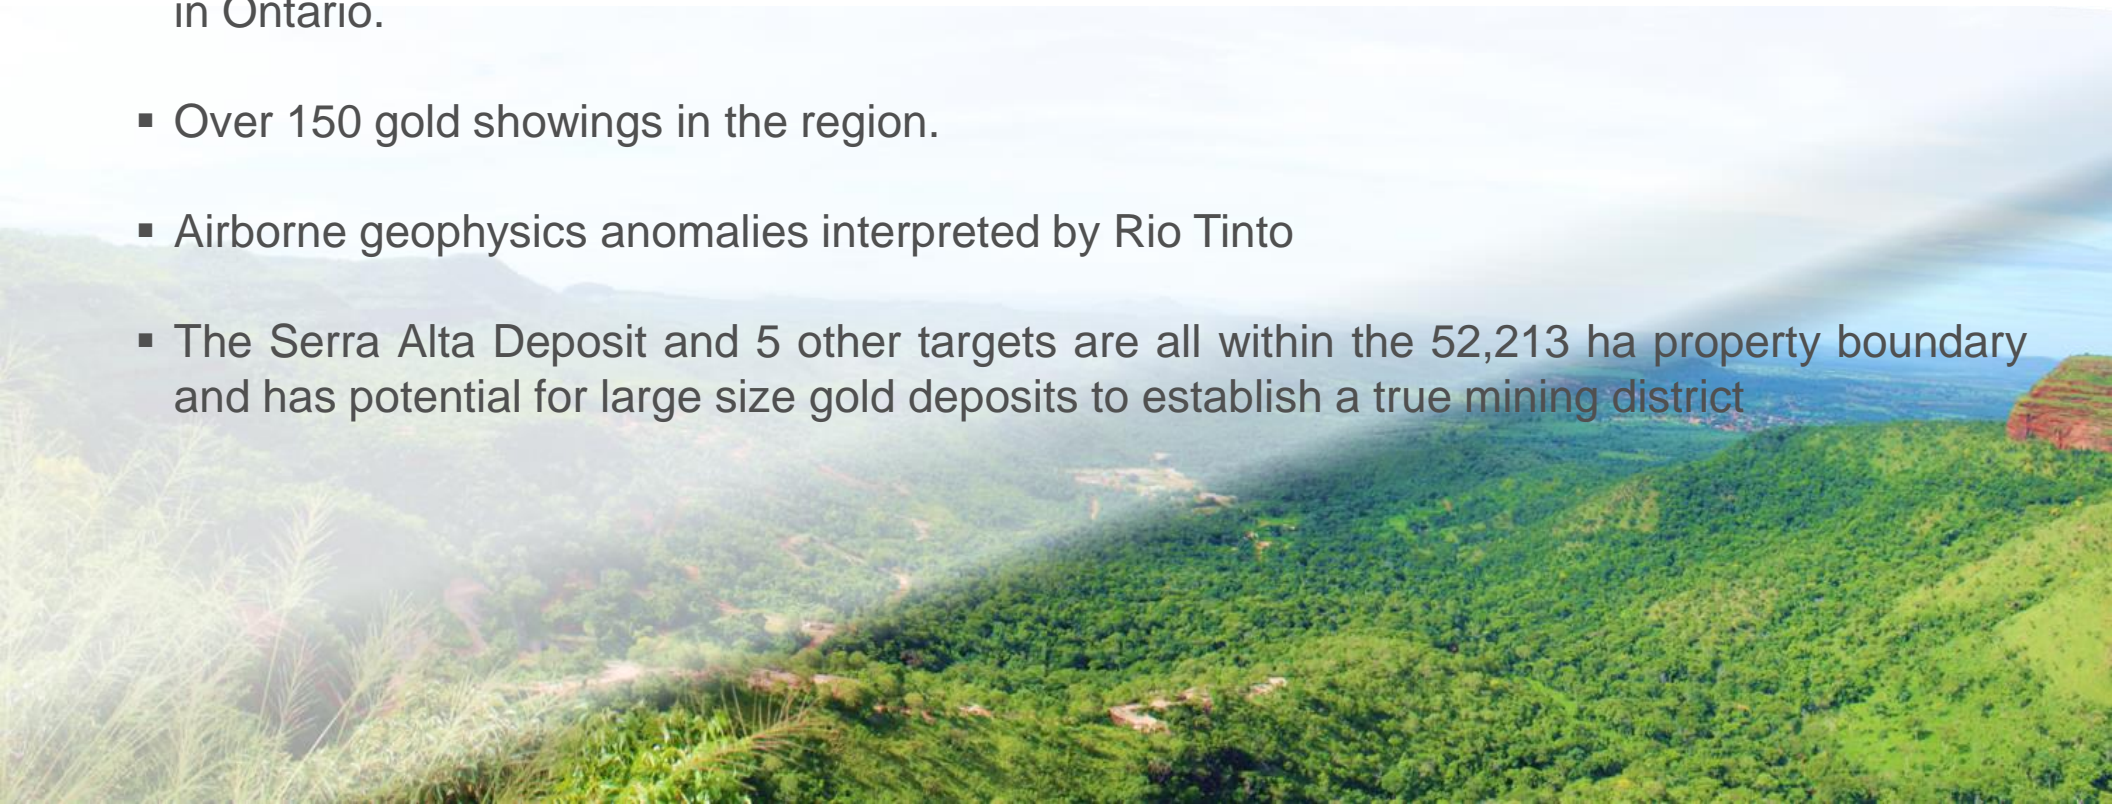 in Ontario.
▪ Over 150 gold showings in the region.
▪ Airborne geophysics anomalies interpreted by Rio Tinto
▪ The Serra Alta Deposit and 5 other targets are all within the 52,213 ha property boundary
and has potential for large size gold deposits to establish a true mining district